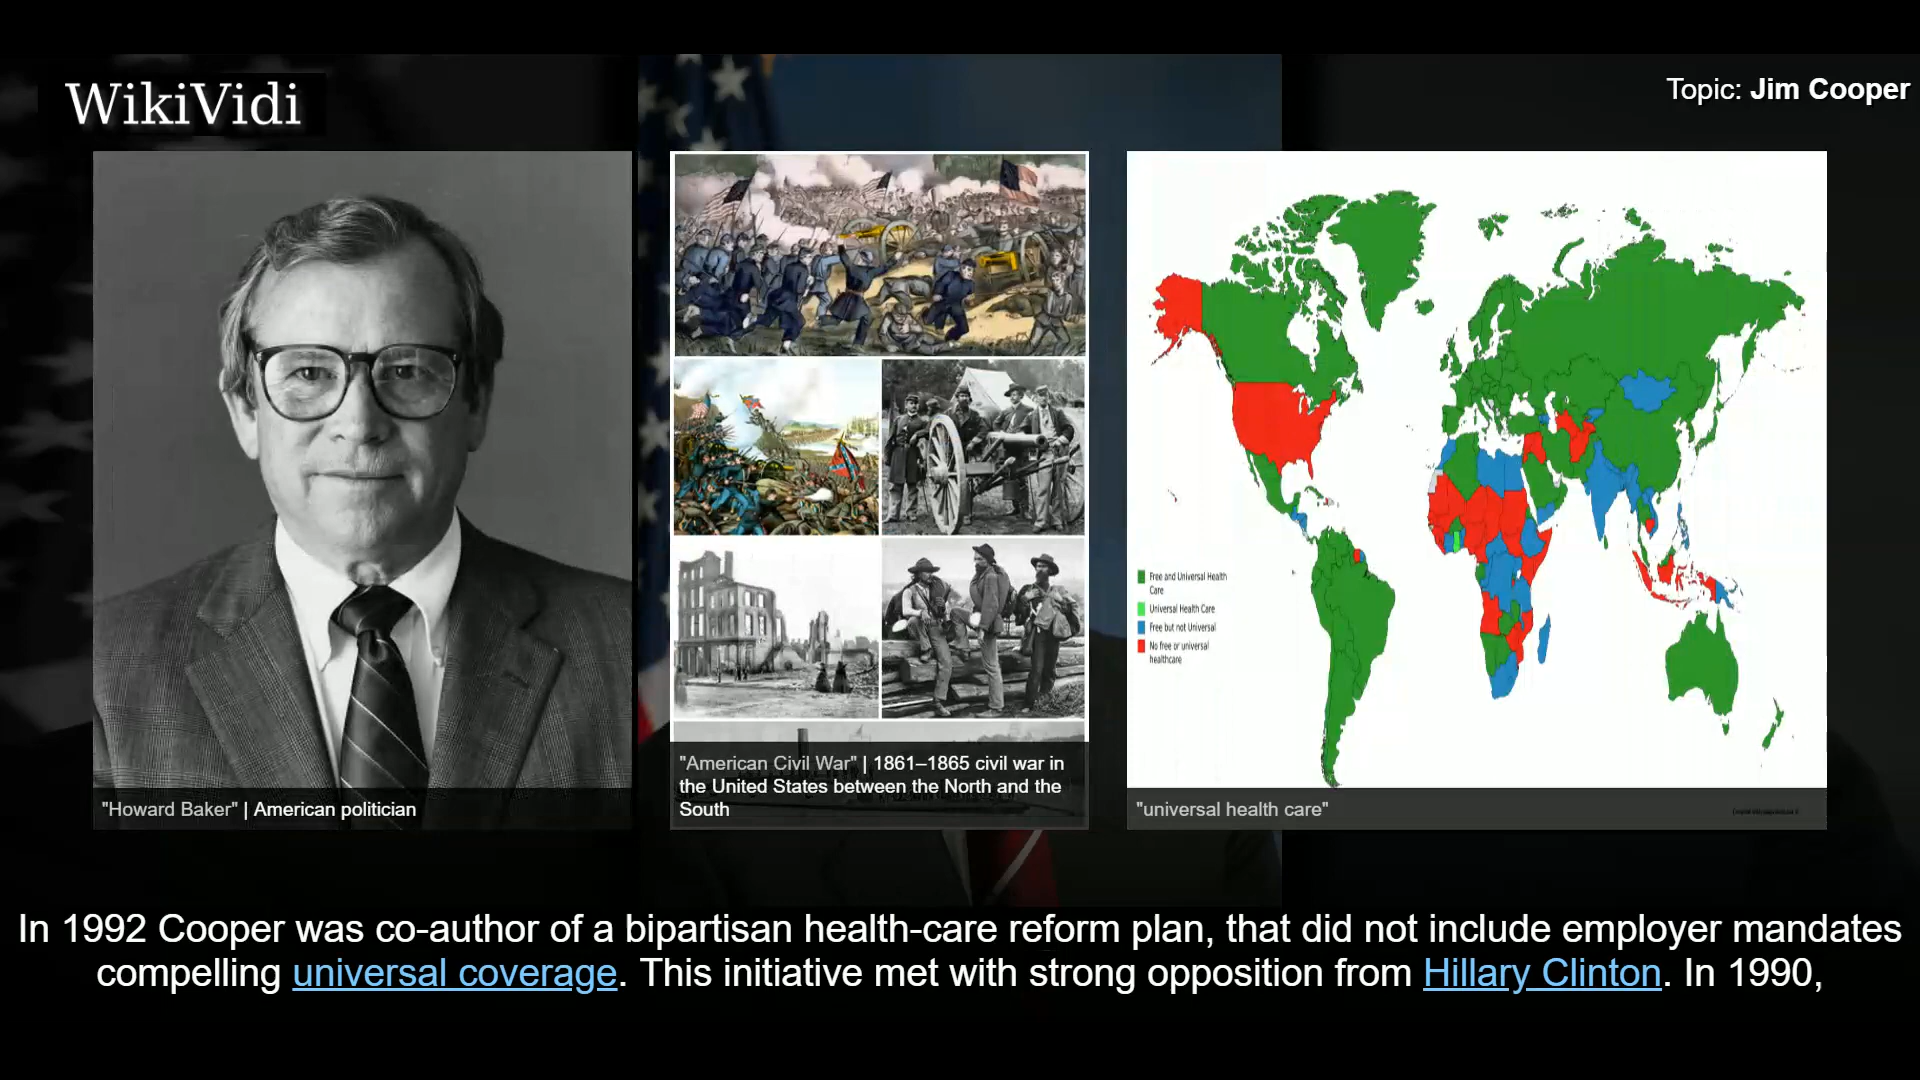 WikiVidi
Topic: Jim Cooper
Free and Universal Health
Care
Universal Health Care
Free but not Universal
No free or universal
healthcare
"Howard Baker" | American politician
"American Civil War" | 1861–1865 civil war in
the United States between the North and the
South
"universal health care"
In 1992 Cooper was co-author of a bipartisan health-care reform plan, that did not include employer mandates
compelling universal coverage. This initiative met with strong opposition from Hillary Clinton. In 1990,